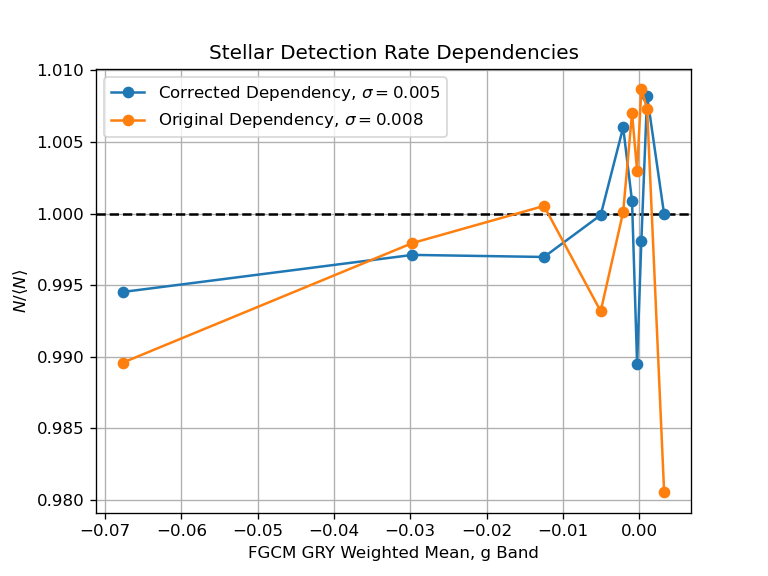 Stellar Detection Rate Dependencies
Corrected Dependency, σ = 0.005
Original Dependency, σ = 0.008
1.010
1.005
1.000
0.995
0.990
0.985
0.980
N/⟨N⟩
−0.07 −0.06 −0.05 −0.04 −0.03 −0.02 −0.01 0.00
FGCM GRY Weighted Mean, g Band